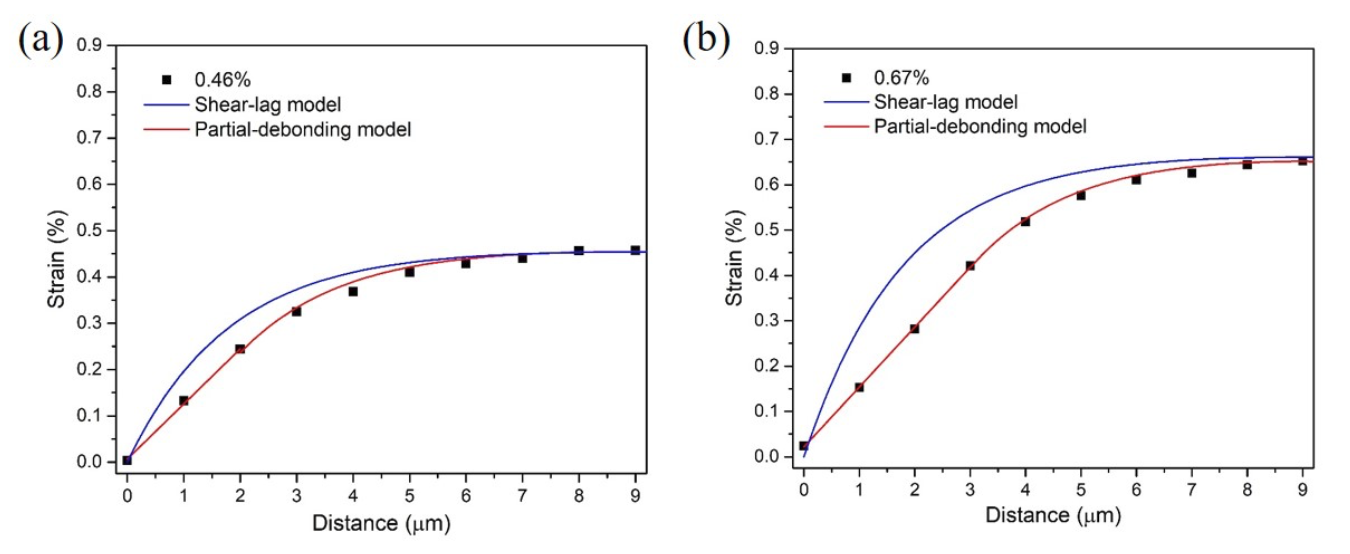 (a)
0.9
0.8
0.7
0.6
0.5
0.4
0.3
0.2
0.1
0.0
Strain (%)
0.46%
Shear-lag model
Partial-debonding model
0 1 2 3 4 5 6 7 8 9
Distance (μm)
(b)
0.9
0.8
0.7
0.6
0.5
0.4
0.3
0.2
0.1
0.0
Strain (%)
0.67%
Shear-lag model
Partial-debonding model
0 1 2 3 4 5 6 7 8 9
Distance (μm)